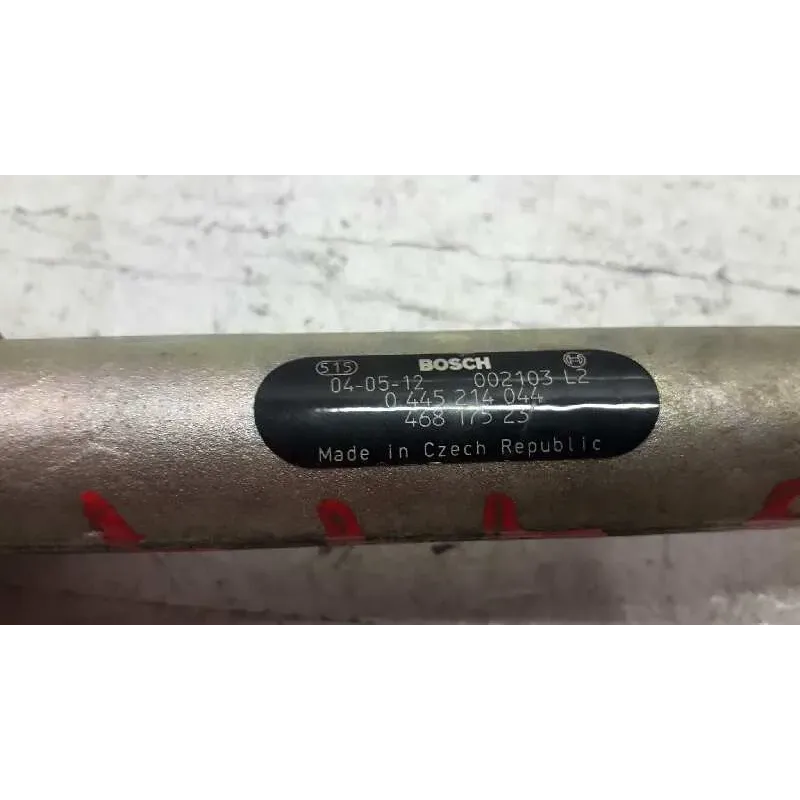 515 BOSCH
04-05-12 002103 L2
0 445 214 044
468 175 23
Made in Czech Republic